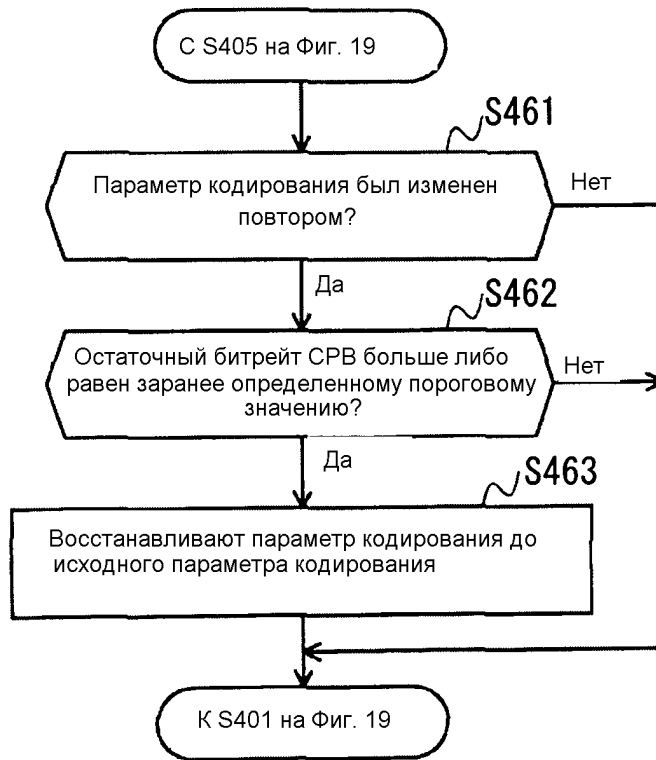 С S405 на Фиг. 19
S461
Параметр кодирования был изменен
повтором?
Нет
Да
S462
Остаточный битрейт CPB больше либо
равен заранее определенному пороговому
значению?
Нет
Да
S463
Восстанавливают параметр кодирования до
исходного параметра кодирования
К S401 на Фиг. 19